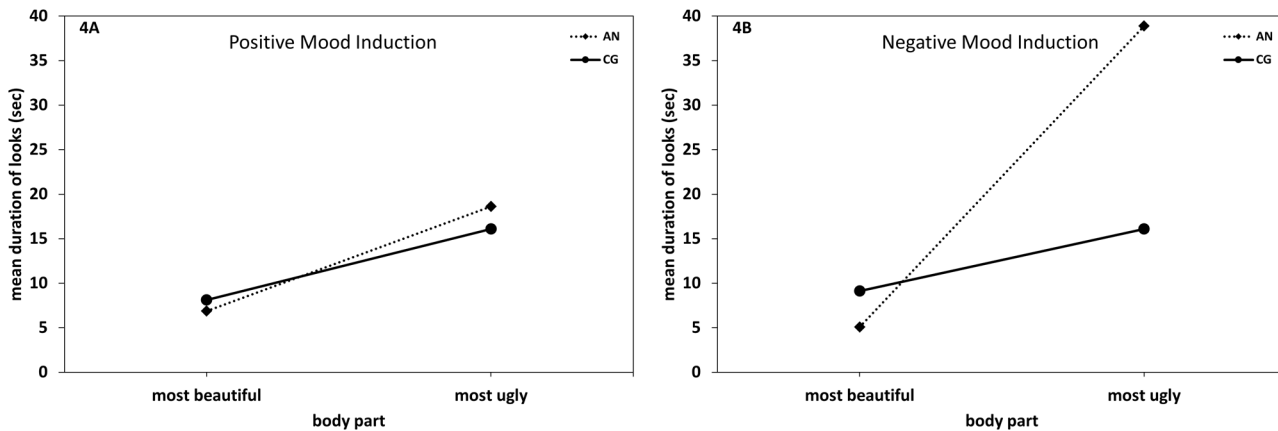 4A
Positive Mood Induction
AN
CG
mean duration of looks (sec)
40
35
30
25
20
15
10
5
0
most beautiful
most ugly
body part
4B
Negative Mood Induction
AN
CG
mean duration of looks (sec)
40
35
30
25
20
15
10
5
0
most beautiful
most ugly
body part